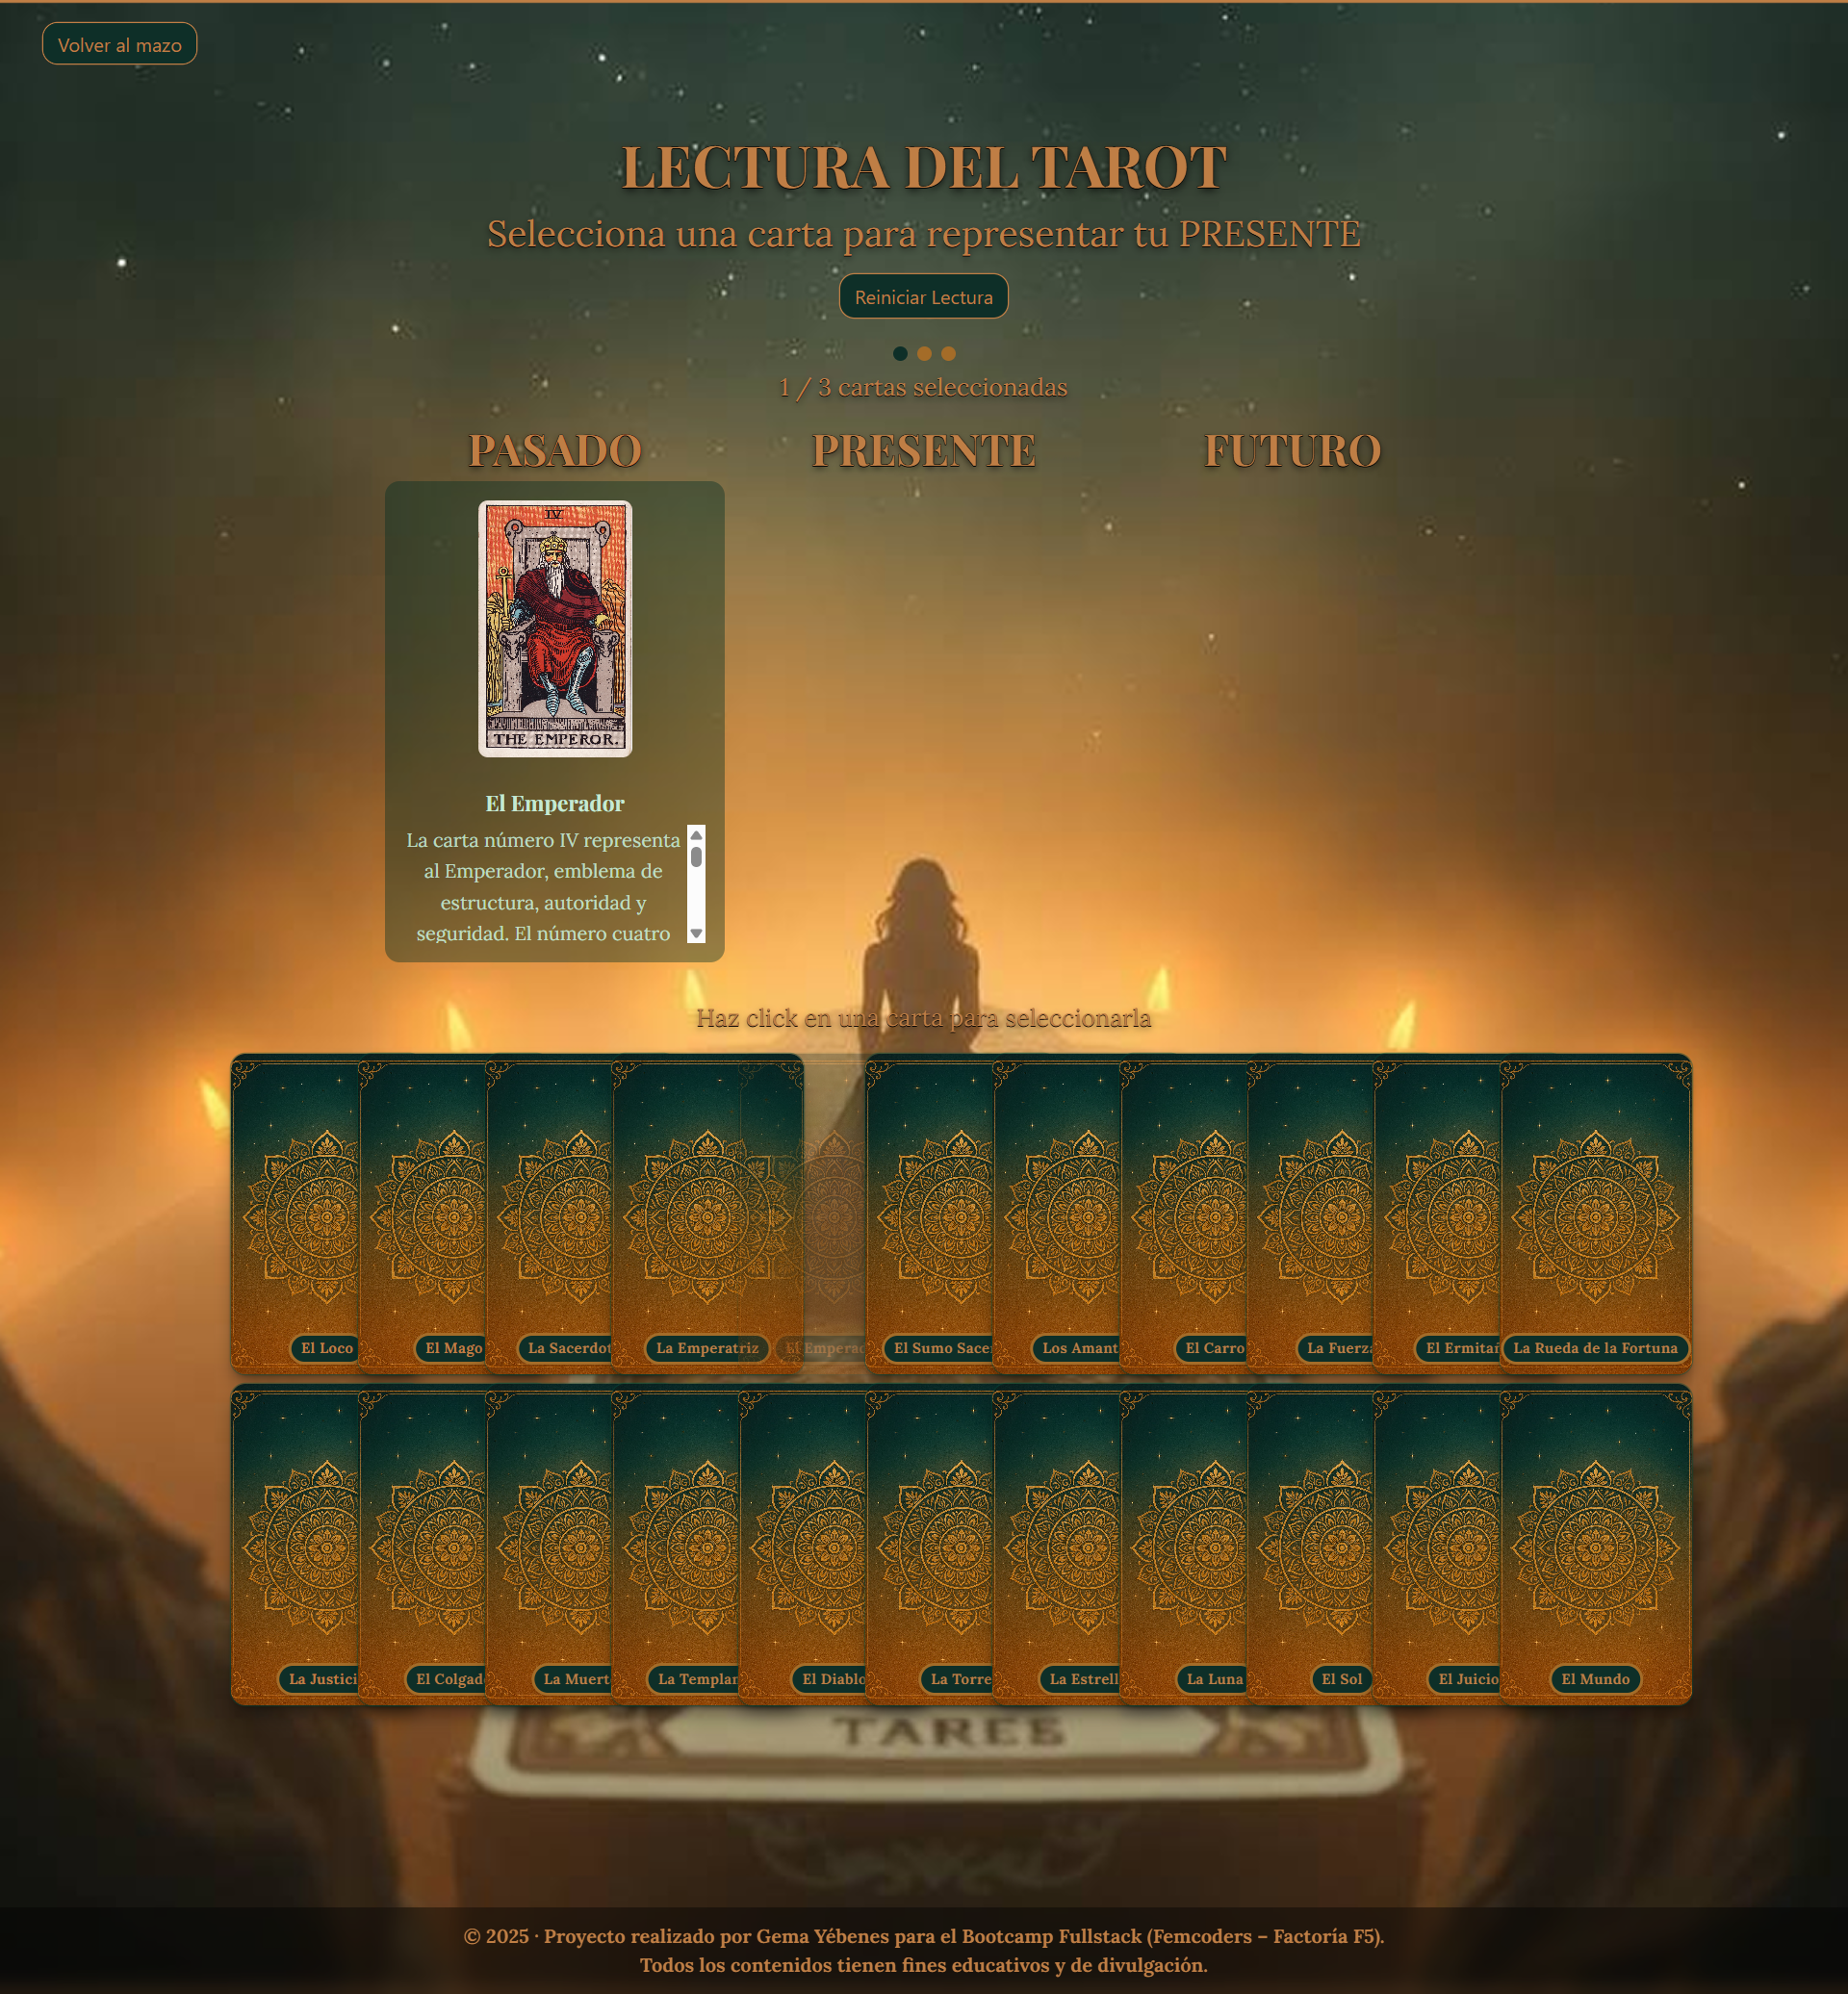 Volver al mazo
LECTURA DEL TAROT
Selecciona una carta para representar tu PRESENTE
Reiniciar Lectura
1 / 3 cartas seleccionadas
PASADO
PRESENTE
FUTURO
IV
THE EMPEROR.
El Emperador
La carta número IV representa
al Emperador, emblema de
estructura, autoridad y
seguridad. El número cuatro
Haz click en una carta para seleccionarla
El Loco
El Mago
La Sacerdot
La Emperatriz
El Emperad
El Sumo Sacer
Los Amant
El Carro
La Fuerza
El Ermitañ
La Rueda de la Fortuna
La Justici
El Colgad
La Muert
La Templan
El Diablo
La Torre
La Estrell
La Luna
El Sol
El Juicio
El Mundo
TARES
© 2025 · Proyecto realizado por Gema Yébenes para el Bootcamp Fullstack (Femcoders – Factoría F5).
Todos los contenidos tienen fines educativos y de divulgación.